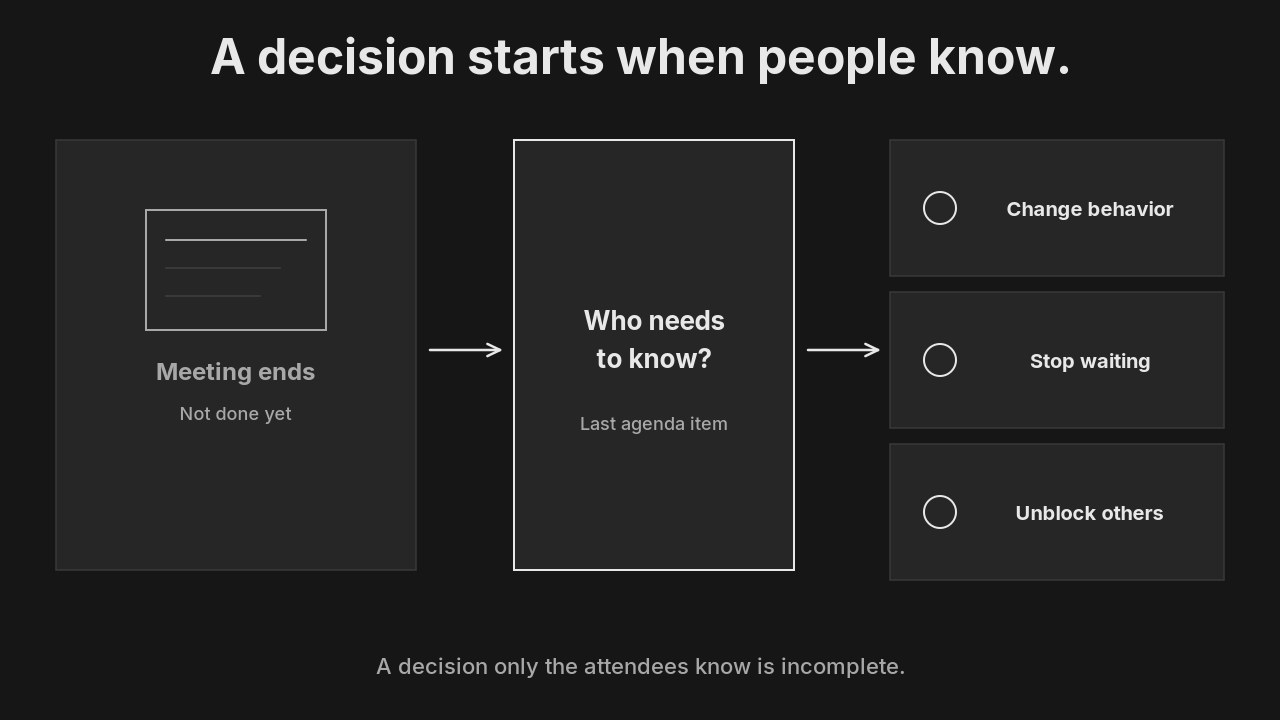 A decision starts when people know.
Meeting ends
Not done yet
Who needs
to know?
Last agenda item
Change behavior
Stop waiting
Unblock others
A decision only the attendees know is incomplete.